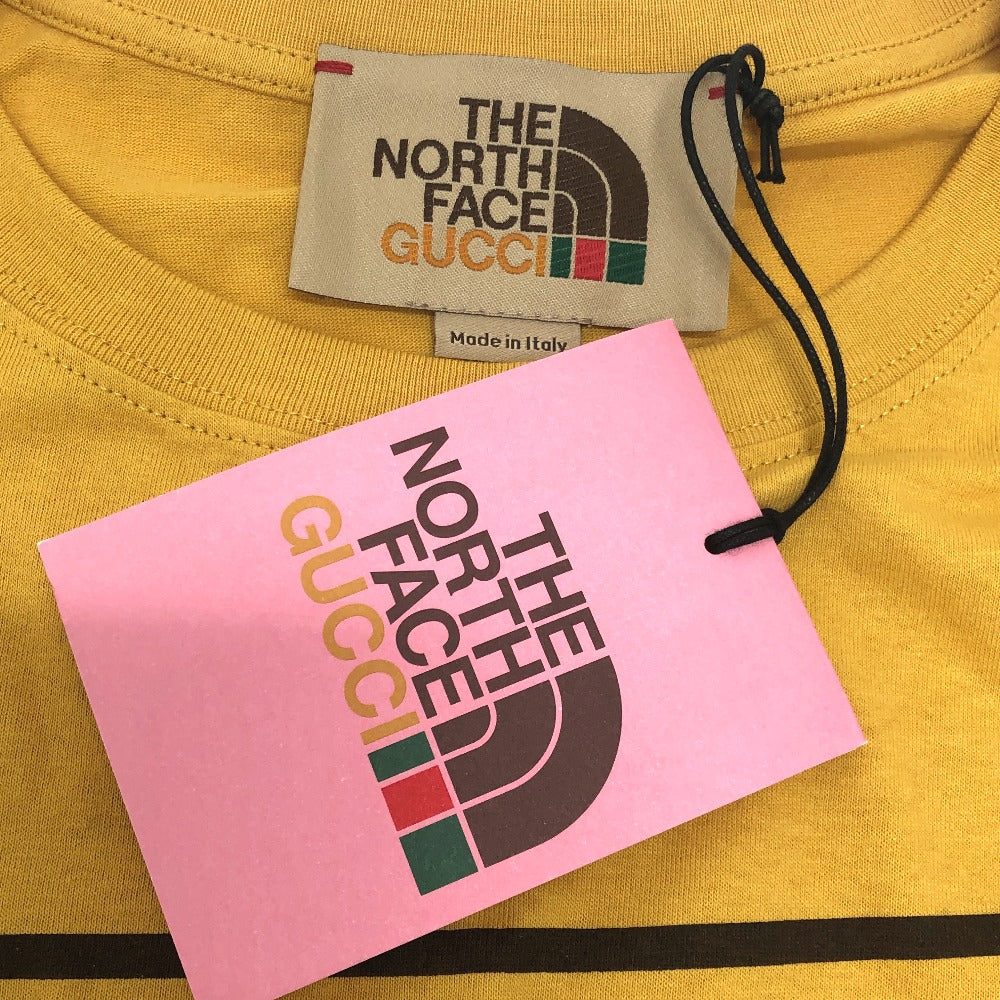 THE
NORTH
FACE
GUCCI
Made in Italy
THE
NORTH
FACE
GUCCI